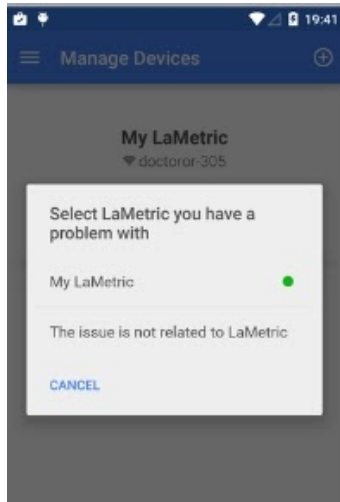 19:41
Manage Devices
My LaMetric
doctoror-305
Select LaMetric you have a
problem with
My LaMetric
The issue is not related to LaMetric
CANCEL